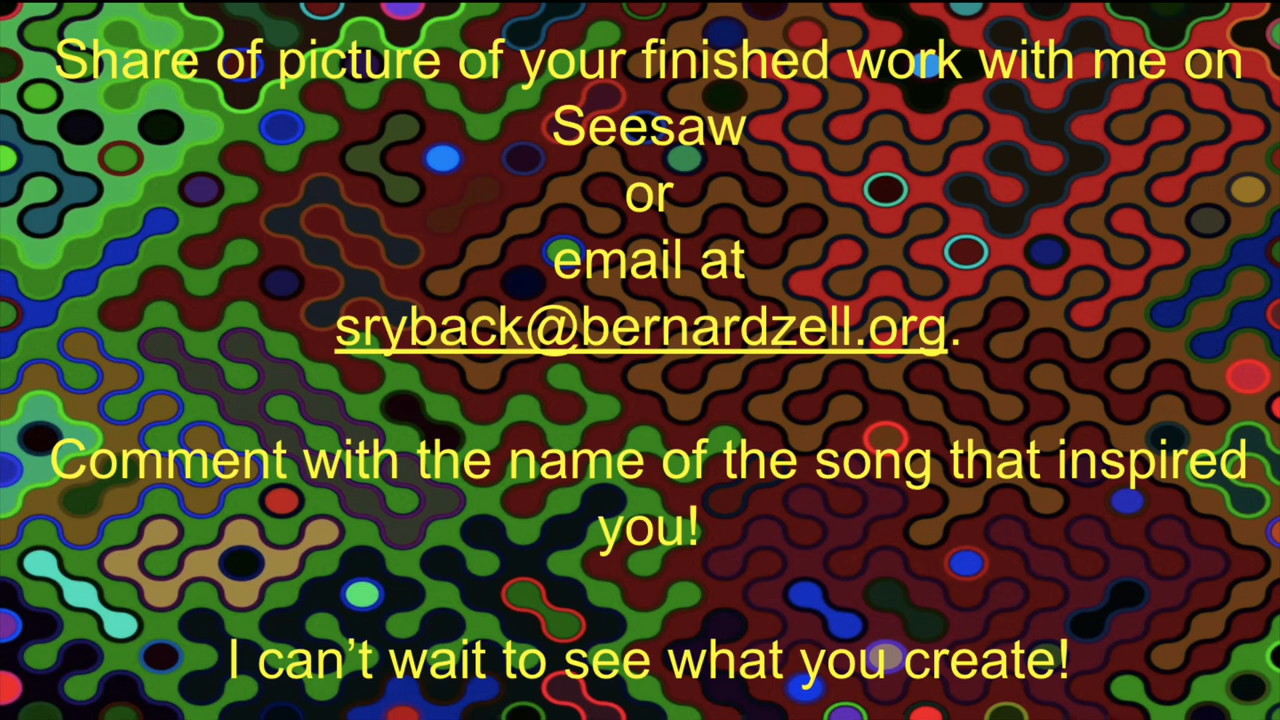 Share of picture of your finished work with me on
Seesaw
or
email at
sryback@bernardzell.org.
Comment with the name of the song that inspired
you!
I can’t wait to see what you create!